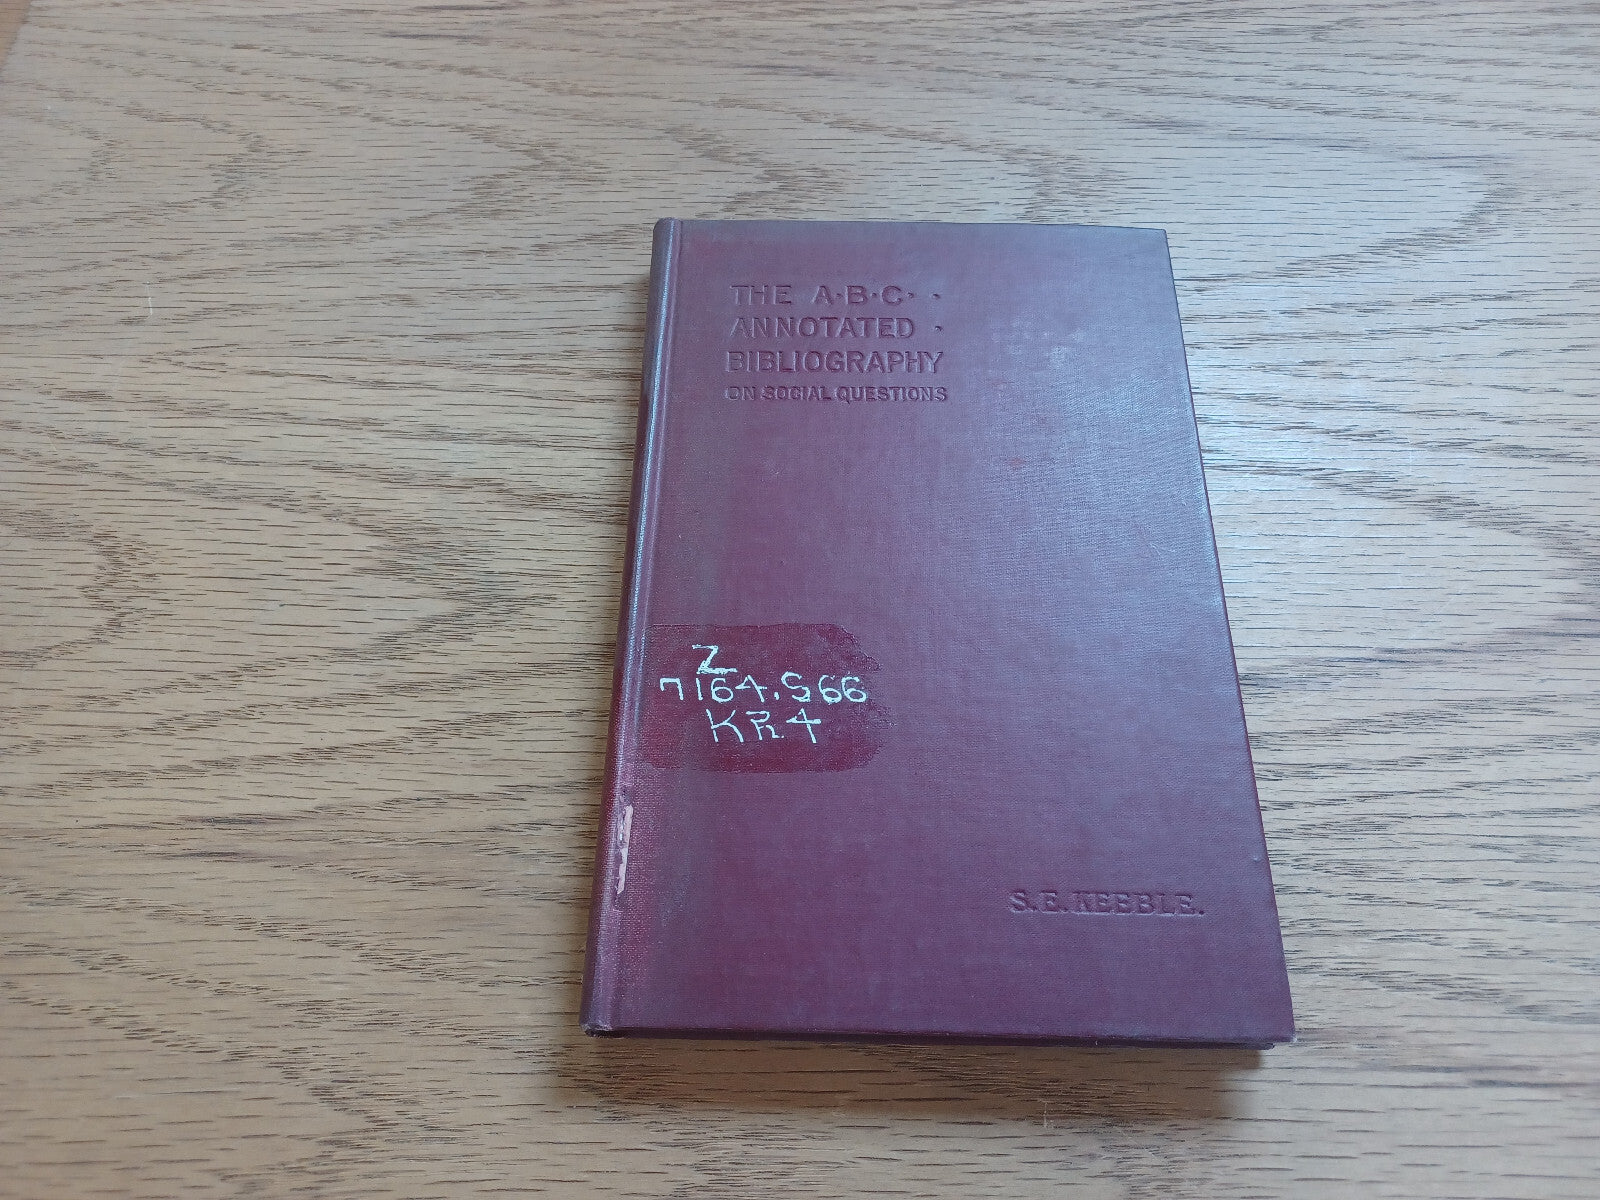 THE A·B·C· ·
ANNOTATED ·
BIBLIOGRAPHY
ON SOCIAL QUESTIONS
Z
7164.S66
KR4
S.E.KEEBLE.